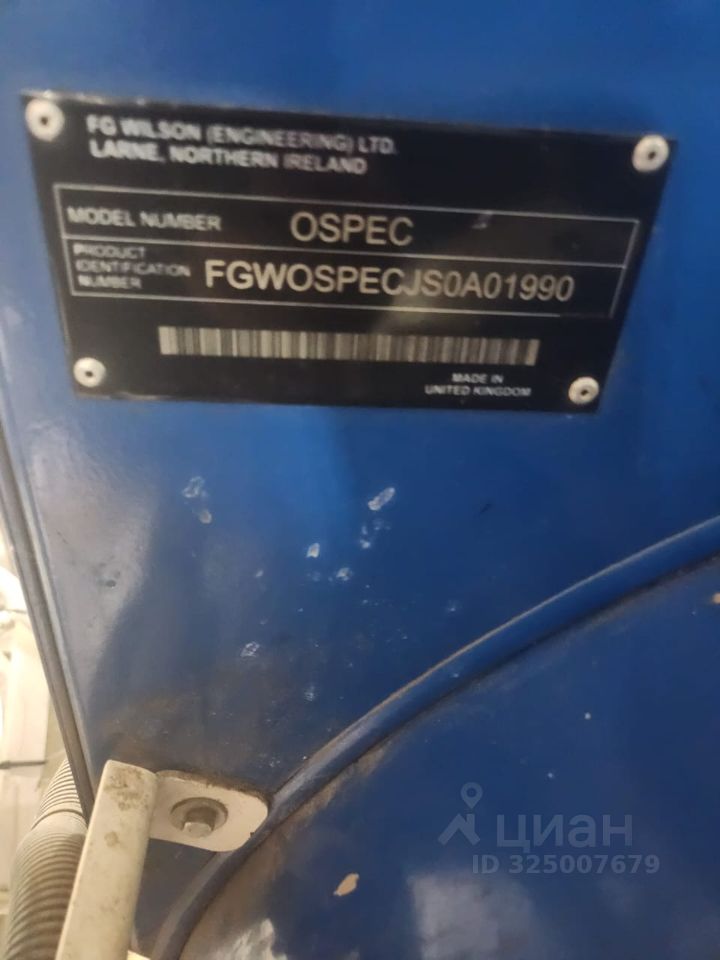 FG WILSON (ENGINEERING) LTD.
LARNE, NORTHERN IRELAND
MODEL NUMBER OSPEC
PRODUCT
IDENTIFICATION
NUMBER FGWOSPECJS0A01990
MADE IN
UNITED KINGDOM
циан
ID 325007679